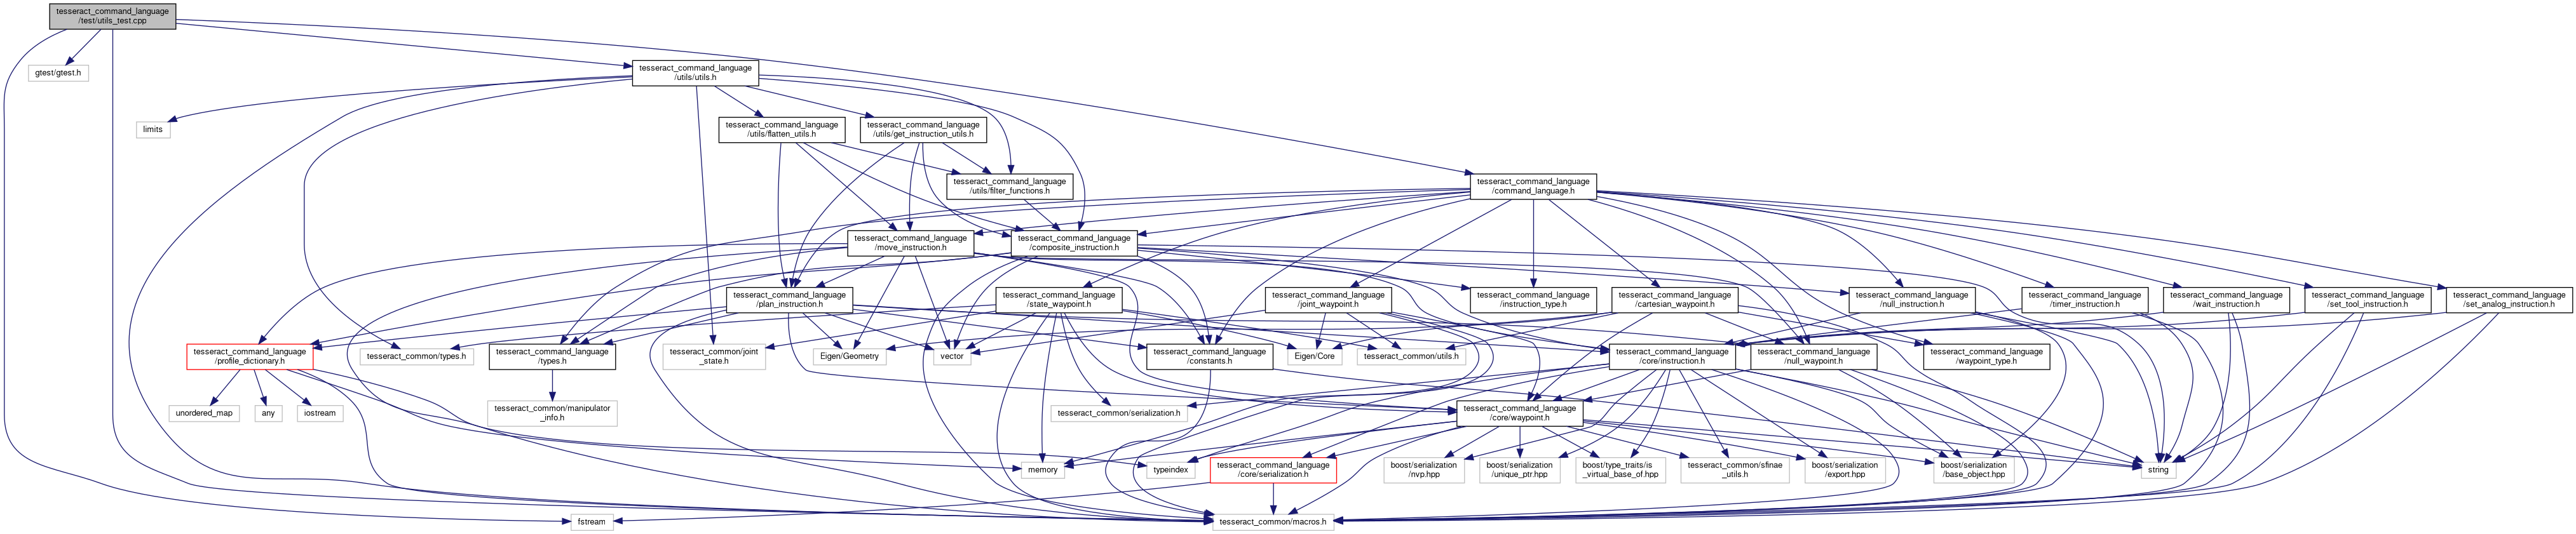 tesseract_command_language
/test/utils_test.cpp
gtest/gtest.h
tesseract_command_language
/utils/utils.h
limits
tesseract_command_language
/utils/flatten_utils.h
tesseract_command_language
/utils/get_instruction_utils.h
tesseract_command_language
/utils/filter_functions.h
tesseract_command_language
/command_language.h
tesseract_command_language
/move_instruction.h
tesseract_command_language
/composite_instruction.h
tesseract_command_language
/plan_instruction.h
tesseract_command_language
/state_waypoint.h
tesseract_command_language
/joint_waypoint.h
tesseract_command_language
/instruction_type.h
tesseract_command_language
/cartesian_waypoint.h
tesseract_command_language
/null_instruction.h
tesseract_command_language
/timer_instruction.h
tesseract_command_language
/wait_instruction.h
tesseract_command_language
/set_tool_instruction.h
tesseract_command_language
/set_analog_instruction.h
tesseract_command_language
/profile_dictionary.h
tesseract_common/types.h
tesseract_command_language
/types.h
tesseract_common/joint
_state.h
Eigen/Geometry
vector
tesseract_command_language
/constants.h
Eigen/Core
tesseract_common/utils.h
tesseract_command_language
/core/instruction.h
tesseract_command_language
/null_waypoint.h
tesseract_command_language
/waypoint_type.h
unordered_map
any
iostream
tesseract_common/manipulator
_info.h
tesseract_common/serialization.h
tesseract_command_language
/core/waypoint.h
memory
typeindex
tesseract_command_language
/core/serialization.h
boost/serialization
/nvp.hpp
boost/serialization
/unique_ptr.hpp
boost/type_traits/is
_virtual_base_of.hpp
tesseract_common/sfinae
_utils.h
boost/serialization
/export.hpp
boost/serialization
/base_object.hpp
string
fstream
tesseract_common/macros.h